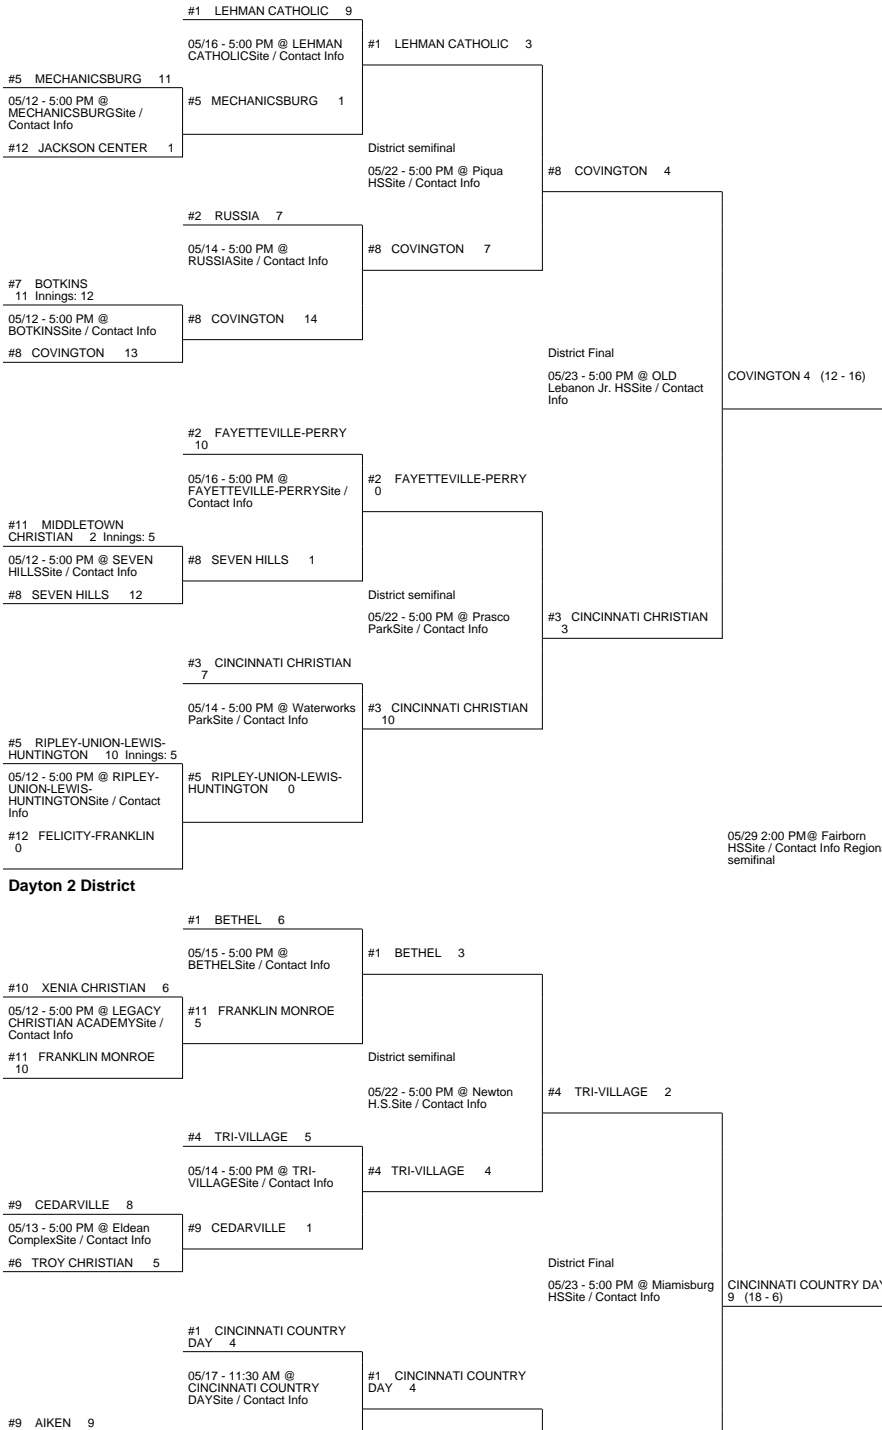 #1 LEHMAN CATHOLIC 9
05/16 - 5:00 PM @ LEHMAN
CATHOLICSite / Contact Info
#1 LEHMAN CATHOLIC 3
#5 MECHANICSBURG 11
05/12 - 5:00 PM @
MECHANICSBURGSite /
Contact Info
#5 MECHANICSBURG 1
#12 JACKSON CENTER 1
District semifinal
05/22 - 5:00 PM @ Piqua
HSSite / Contact Info
#8 COVINGTON 4
#2 RUSSIA 7
05/14 - 5:00 PM @
RUSSIASite / Contact Info
#8 COVINGTON 7
#7 BOTKINS
11 Innings: 12
05/12 - 5:00 PM @
BOTKINSSite / Contact Info
#8 COVINGTON 14
#8 COVINGTON 13
District Final
05/23 - 5:00 PM @ OLD
Lebanon Jr. HSSite / Contact
Info
COVINGTON 4 (12 - 16)
#2 FAYETTEVILLE-PERRY
10
05/16 - 5:00 PM @
FAYETTEVILLE-PERRYSite /
Contact Info
#2 FAYETTEVILLE-PERRY
0
#11 MIDDLETOWN
CHRISTIAN 2 Innings: 5
05/12 - 5:00 PM @ SEVEN
HILLSSite / Contact Info
#8 SEVEN HILLS 1
#8 SEVEN HILLS 12
District semifinal
05/22 - 5:00 PM @ Prasco
ParkSite / Contact Info
#3 CINCINNATI CHRISTIAN
3
#3 CINCINNATI CHRISTIAN
7
05/14 - 5:00 PM @ Waterworks
ParkSite / Contact Info
#3 CINCINNATI CHRISTIAN
10
#5 RIPLEY-UNION-LEWIS-
HUNTINGTON 10 Innings: 5
05/12 - 5:00 PM @ RIPLEY-
UNION-LEWIS-
HUNTINGTONSite / Contact
Info
#5 RIPLEY-UNION-LEWIS-
HUNTINGTON 0
#12 FELICITY-FRANKLIN
0
05/29 2:00 PM@ Fairborn
HSSite / Contact Info Region
semifinal
Dayton 2 District
#1 BETHEL 6
05/15 - 5:00 PM @
BETHELSite / Contact Info
#1 BETHEL 3
#10 XENIA CHRISTIAN 6
05/12 - 5:00 PM @ LEGACY
CHRISTIAN ACADEMYSite /
Contact Info
#11 FRANKLIN MONROE
5
#11 FRANKLIN MONROE
10
District semifinal
05/22 - 5:00 PM @ Newton
H.S.Site / Contact Info
#4 TRI-VILLAGE 2
#4 TRI-VILLAGE 5
05/14 - 5:00 PM @ TRI-
VILLAGESite / Contact Info
#4 TRI-VILLAGE 4
#9 CEDARVILLE 8
05/13 - 5:00 PM @ Eldean
ComplexSite / Contact Info
#9 CEDARVILLE 1
#6 TROY CHRISTIAN 5
District Final
05/23 - 5:00 PM @ Miamisburg
HSSite / Contact Info
CINCINNATI COUNTRY DAY
9 (18 - 6)
#1 CINCINNATI COUNTRY
DAY 4
05/17 - 11:30 AM @
CINCINNATI COUNTRY
DAYSite / Contact Info
#1 CINCINNATI COUNTRY
DAY 4
#9 AIKEN 9